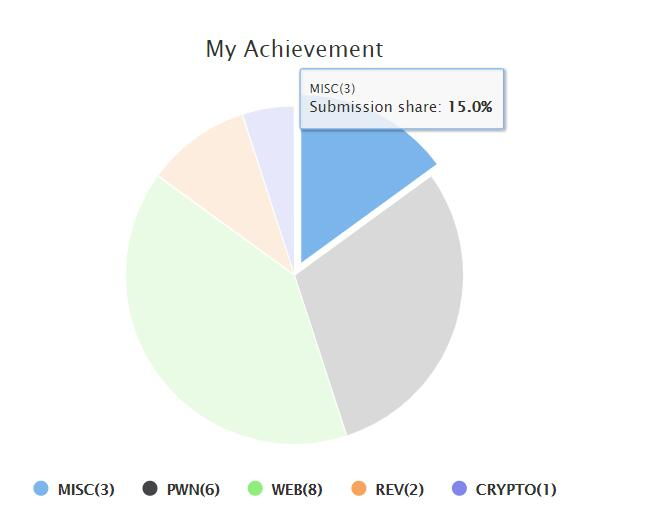 My Achievement
MISC(3)
Submission share: 15.0%
MISC(3) PWN(6) WEB(8) REV(2) CRYPTO(1)